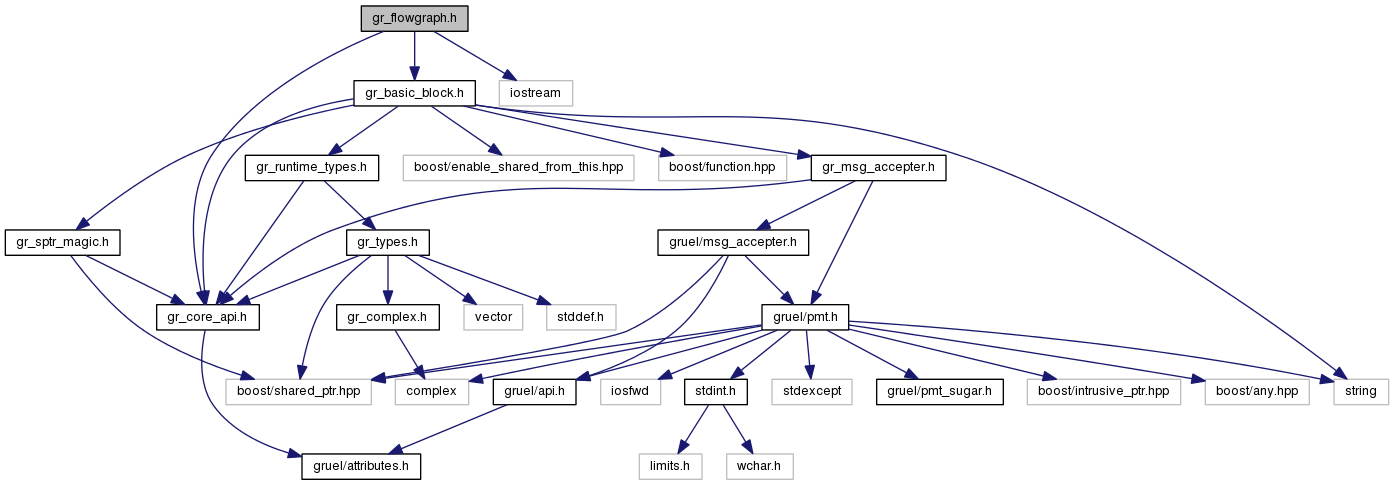 gr_flowgraph.h
gr_basic_block.h
iostream
gr_runtime_types.h
boost/enable_shared_from_this.hpp
boost/function.hpp
gr_msg_accepter.h
gr_sptr_magic.h
gr_types.h
gruel/msg_accepter.h
gr_core_api.h
gr_complex.h
vector
stddef.h
gruel/pmt.h
boost/shared_ptr.hpp
complex
gruel/api.h
iosfwd
stdint.h
stdexcept
gruel/pmt_sugar.h
boost/intrusive_ptr.hpp
boost/any.hpp
string
gruel/attributes.h
limits.h
wchar.h